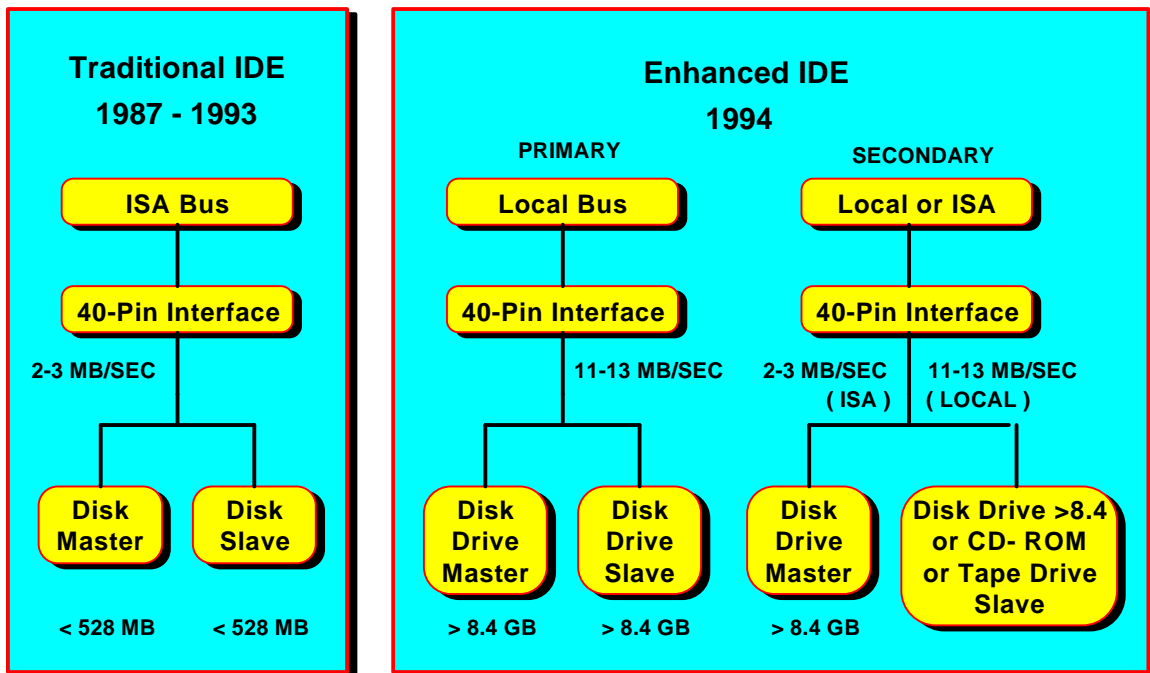 Traditional IDE
1987 - 1993
ISA Bus
40-Pin Interface
2-3 MB/SEC
Disk
Master
Disk
Slave
< 528 MB
< 528 MB
Enhanced IDE
1994
PRIMARY
Local Bus
40-Pin Interface
11-13 MB/SEC
Disk
Drive
Master
Disk
Drive
Slave
> 8.4 GB
> 8.4 GB
SECONDARY
Local or ISA
40-Pin Interface
2-3 MB/SEC
( ISA )
11-13 MB/SEC
( LOCAL )
Disk
Drive
Master
> 8.4 GB
Disk Drive >8.4
or CD- ROM
or Tape Drive
Slave